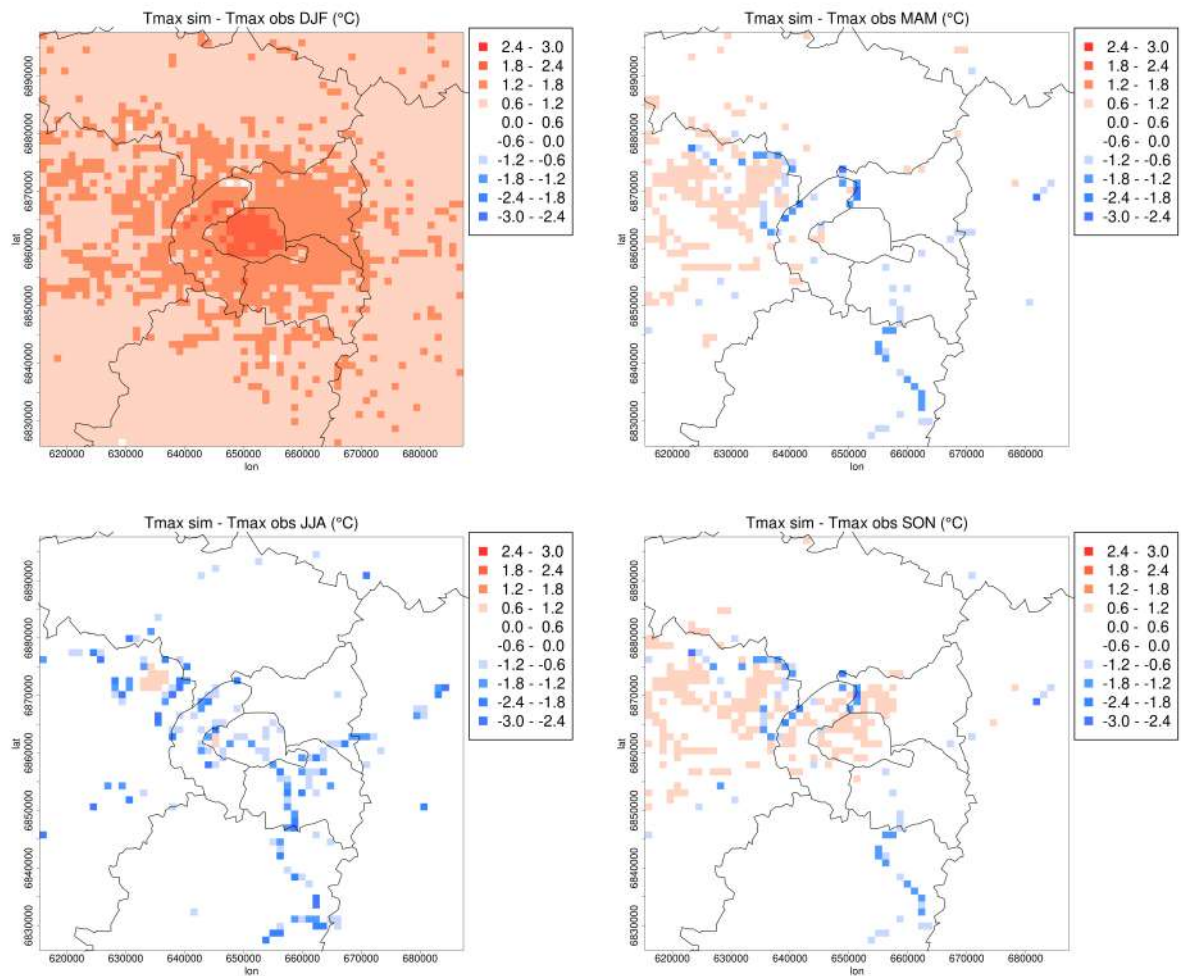 Tmax sim - Tmax obs DJF (°C)
2.4 - 3.0
1.8 - 2.4
1.2 - 1.8
0.6 - 1.2
0.0 - 0.6
-0.6 - 0.0
-1.2 - -0.6
-1.8 - -1.2
-2.4 - -1.8
-3.0 - -2.4
lat
6890000
6880000
6870000
6860000
6850000
6840000
6830000
620000 630000 640000 650000 660000 670000 680000
lon
Tmax sim - Tmax obs MAM (°C)
2.4 - 3.0
1.8 - 2.4
1.2 - 1.8
0.6 - 1.2
0.0 - 0.6
-0.6 - 0.0
-1.2 - -0.6
-1.8 - -1.2
-2.4 - -1.8
-3.0 - -2.4
lat
6890000
6880000
6870000
6860000
6850000
6840000
6830000
620000 630000 640000 650000 660000 670000 680000
lon
Tmax sim - Tmax obs JJA (°C)
2.4 - 3.0
1.8 - 2.4
1.2 - 1.8
0.6 - 1.2
0.0 - 0.6
-0.6 - 0.0
-1.2 - -0.6
-1.8 - -1.2
-2.4 - -1.8
-3.0 - -2.4
lat
6890000
6880000
6870000
6860000
6850000
6840000
6830000
620000 630000 640000 650000 660000 670000 680000
lon
Tmax sim - Tmax obs SON (°C)
2.4 - 3.0
1.8 - 2.4
1.2 - 1.8
0.6 - 1.2
0.0 - 0.6
-0.6 - 0.0
-1.2 - -0.6
-1.8 - -1.2
-2.4 - -1.8
-3.0 - -2.4
lat
6890000
6880000
6870000
6860000
6850000
6840000
6830000
620000 630000 640000 650000 660000 670000 680000
lon